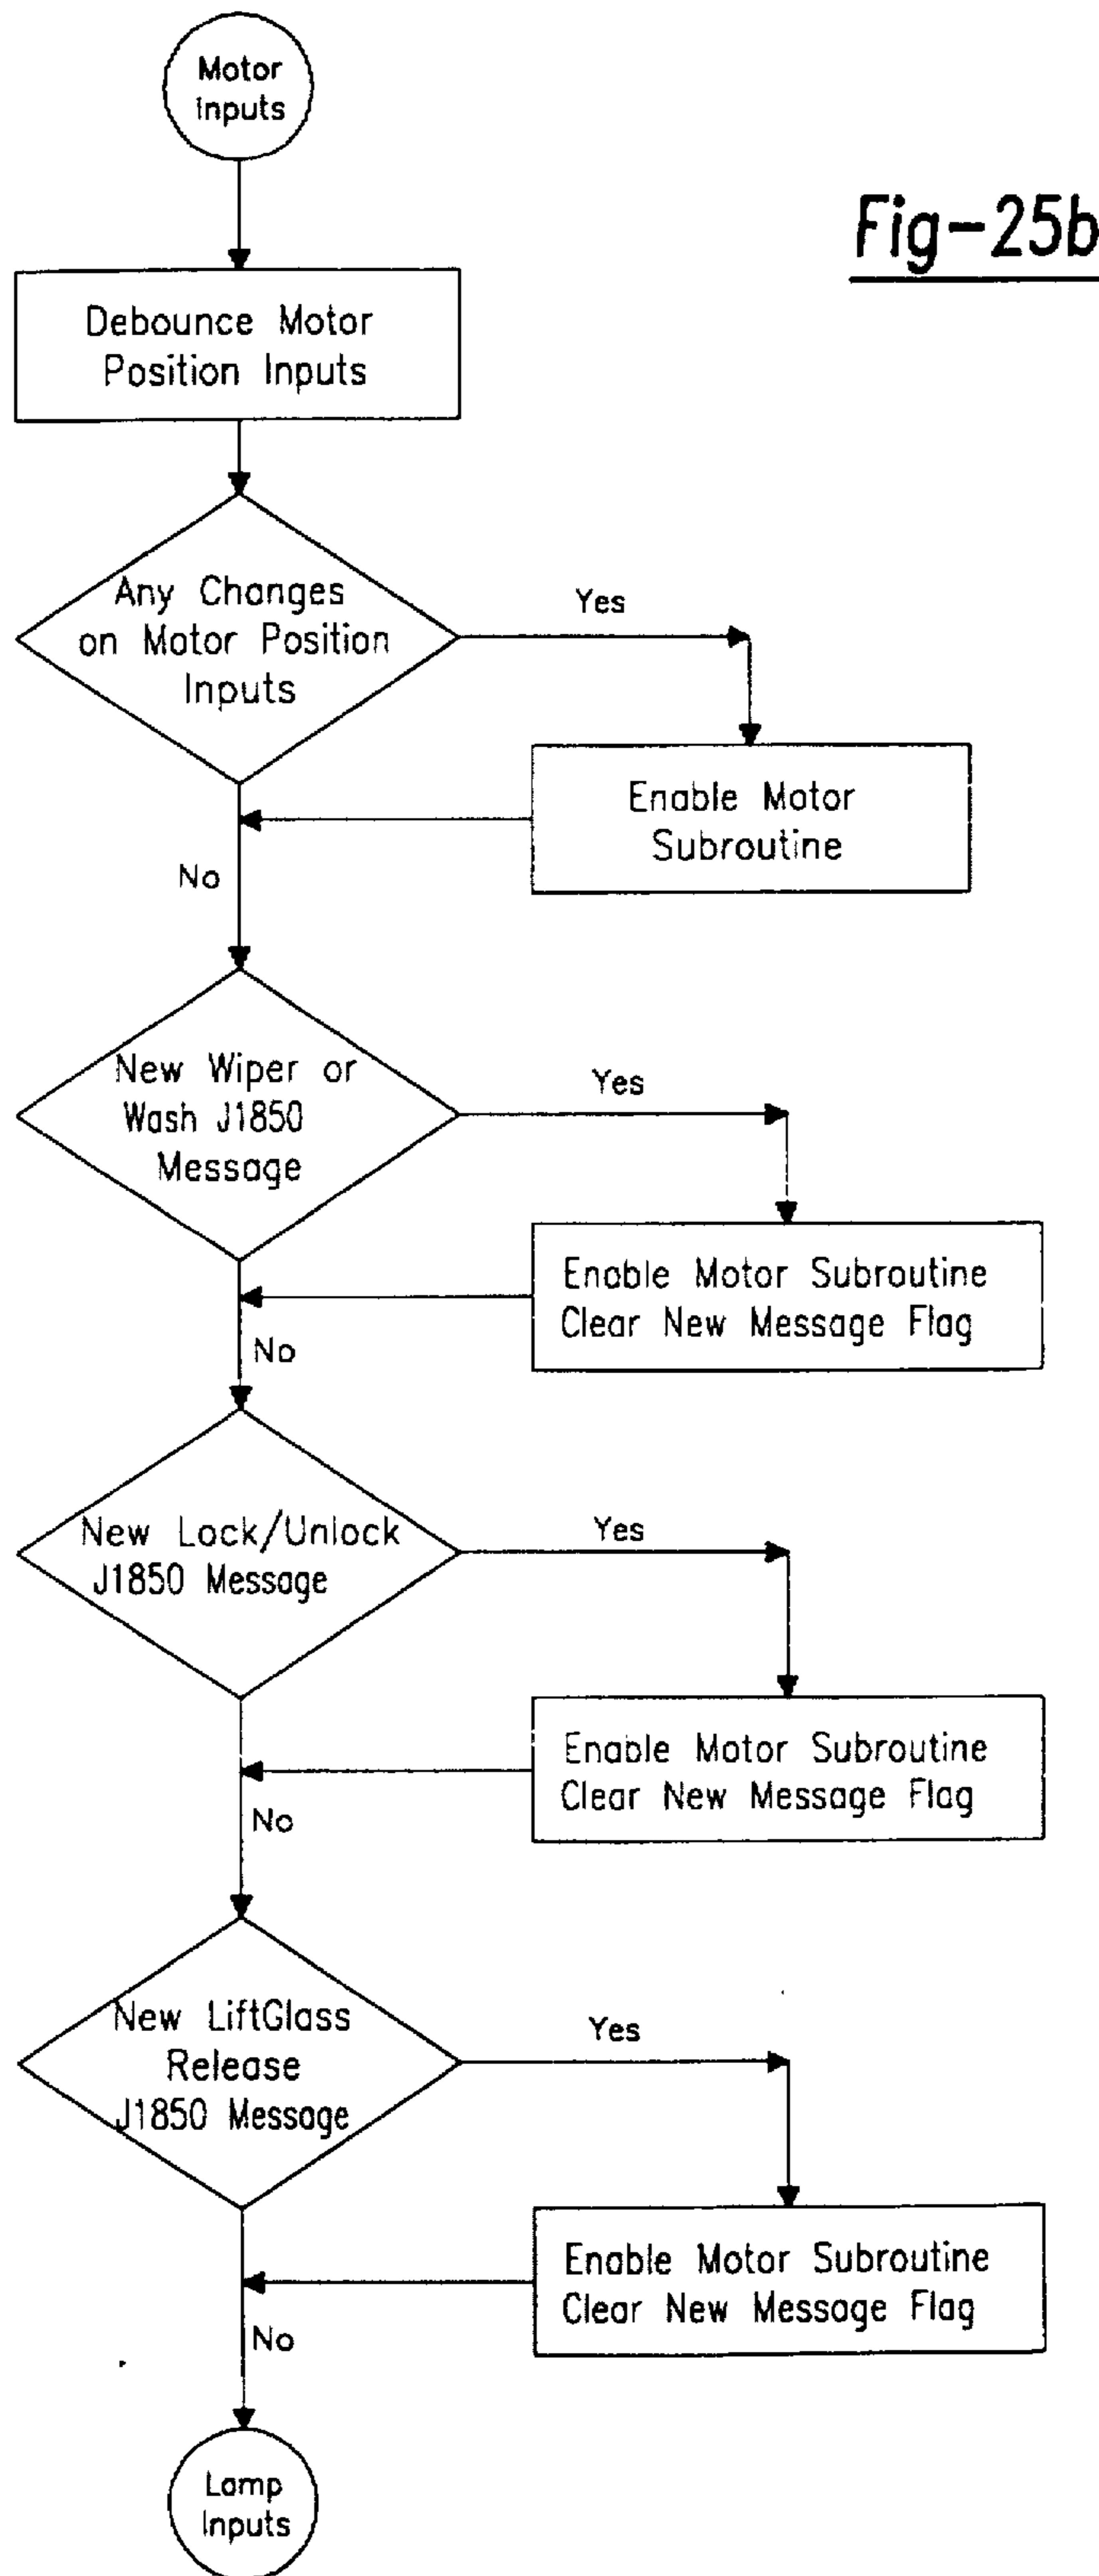 Motor
Inputs
Fig-25b
Debounce Motor
Position Inputs
Any Changes
on Motor Position
Inputs
Yes
Enable Motor
Subroutine
No
New Wiper or
Wash J1850
Message
Yes
Enable Motor Subroutine
Clear New Message Flag
No
New Lock/Unlock
J1850 Message
Yes
Enable Motor Subroutine
Clear New Message Flag
No
New LiftGlass
Release
J1850 Message
Yes
Enable Motor Subroutine
Clear New Message Flag
No
Lamp
Inputs